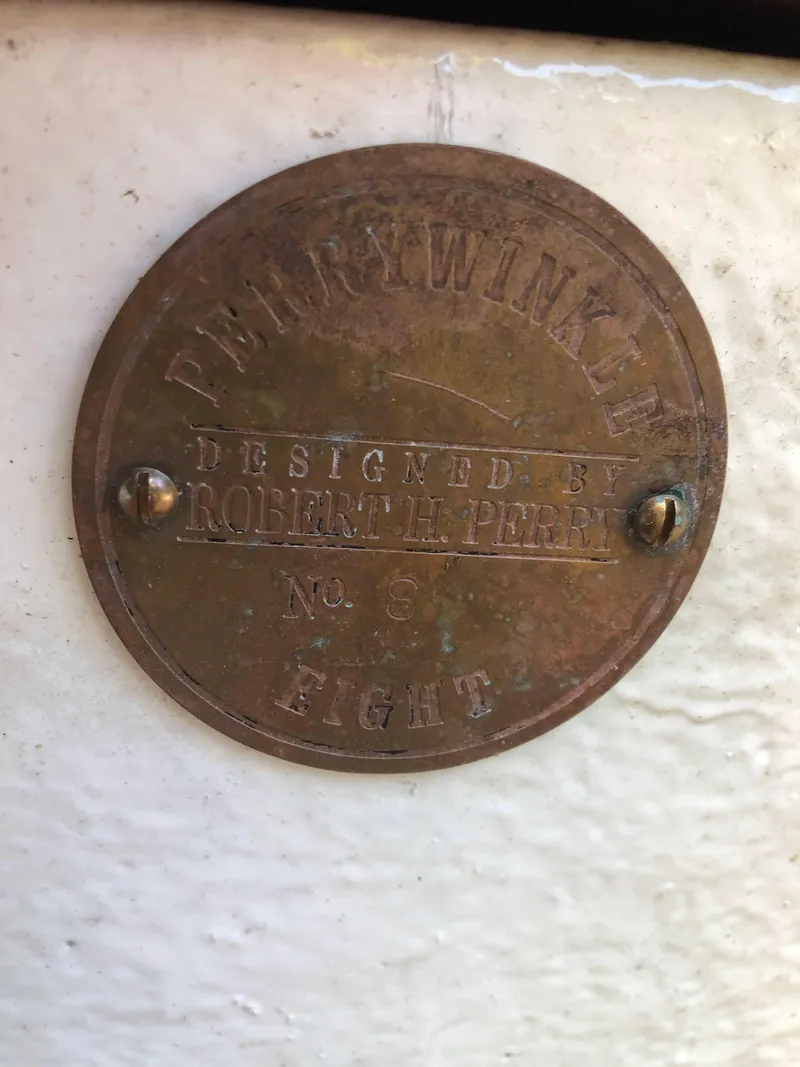 PERRYWINKLE
DESIGNED BY
ROBERT H. PERRY
No. 8
EIGHT